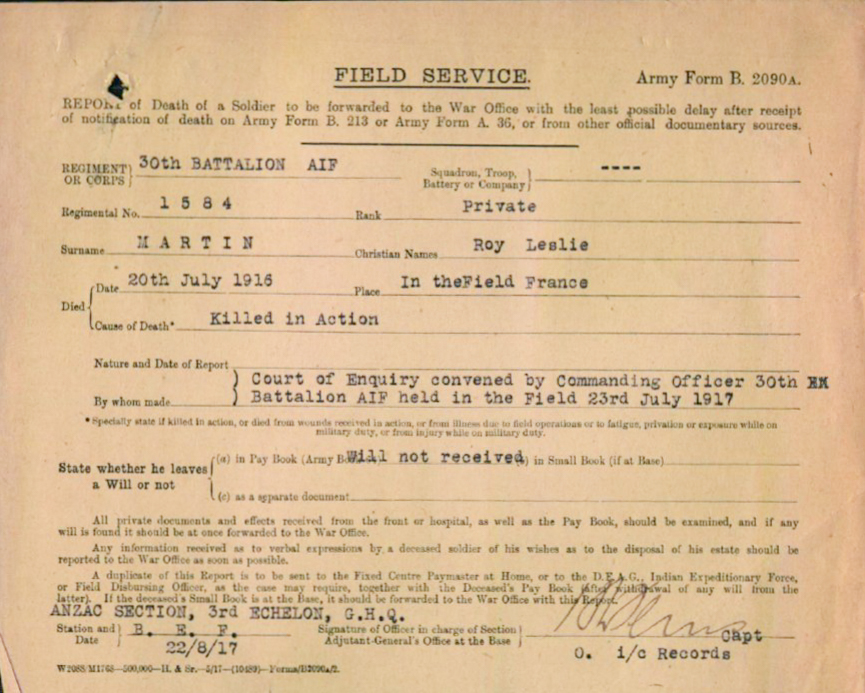 FIELD SERVICE.
Army Form B. 2090A.
REPORT of Death of a Soldier to be forwarded to the War Office with the least possible delay after receipt
of notification of death on Army Form B. 213 or Army Form A. 36, or from other official documentary sources.
REGIMENT OR CORPS } 30th BATTALION AIF Squadron, Troop, Battery or Company } ----
Regimental No. 1 5 8 4 Rank Private
Surname M A R T I N Christian Names Roy Leslie
Died { Date 20th July 1916 Place In theField France
Cause of Death* Killed in Action
Nature and Date of Report
By whom made } Court of Enquiry convened by Commanding Officer 30th
Battalion AIF held in the Field 23rd July 1917
* Specially state if killed in action, or died from wounds received in action, or from illness due to field operations or to fatigue, privation or exposure while on
military duty, or from injury while on military duty.
State whether he leaves a Will or not { (a) in Pay Book (Army Will not received in Small Book (if at Base)
(c) as a separate document
All private documents and effects received from the front or hospital, as well as the Pay Book, should be examined, and if any
will is found it should be at once forwarded to the War Office.
Any information received as to verbal expressions by a deceased soldier of his wishes as to the disposal of his estate should be
reported to the War Office as soon as possible.
A duplicate of this Report is to be sent to the Fixed Centre Paymaster at Home, or to the D.F.A.G., Indian Expeditionary Force,
or Field Disbursing Officer, as the case may require, together with the Deceased's Pay Book (after withdrawal of any will from the
latter). If the deceased's Small Book is at the Base, it should be forwarded to the War Office with this Report.
ANZAC SECTION, 3rd ECHELON, G.H.Q.
Station and Date } B. E. F. Signature of Officer in charge of Section Adjutant-General's Office at the Base } Capt
22/8/17 O. i/c Records
W2088/M1768—500,000—H. & Sr.—5/17—(10489)—Forms/B2090A/2.